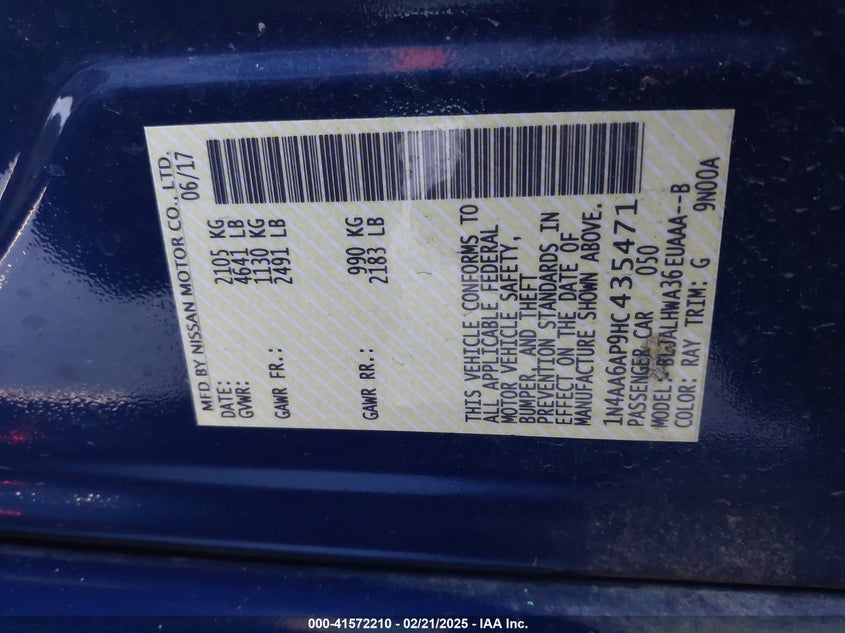 MFD BY NISSAN MOTOR CO., LTD.
DATE: 06/17
GVWR: 2105 KG
4641 LB
GAWR FR.: 1130 KG
2491 LB
GAWR RR.: 990 KG
2183 LB
THIS VEHICLE CONFORMS TO
ALL APPLICABLE FEDERAL
MOTOR VEHICLE SAFETY,
BUMPER, AND THEFT
PREVENTION STANDARDS IN
EFFECT ON THE DATE OF
MANUFACTURE SHOWN ABOVE.
1N4AA6AP9HC435471
PASSENGER CAR 050
MODEL:
COLOR: RAY TRIM: G 9N00A
000-41572210 – 02/21/2025 – IAA Inc.